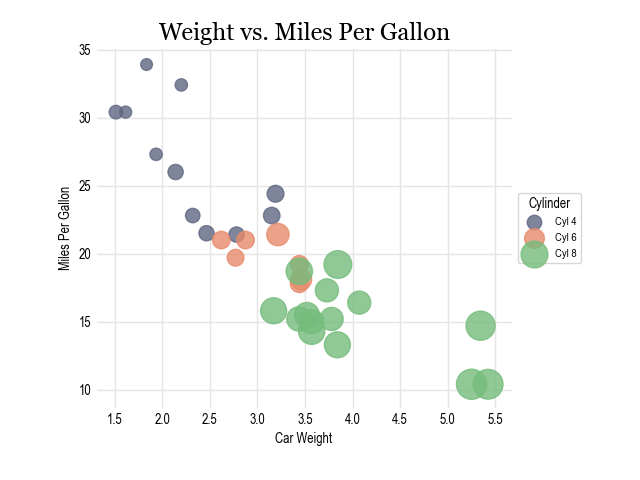 Weight vs. Miles Per Gallon
35
30
25
20
15
10
Miles Per Gallon
1.5 2.0 2.5 3.0 3.5 4.0 4.5 5.0 5.5
Car Weight
Cylinder
Cyl 4
Cyl 6
Cyl 8